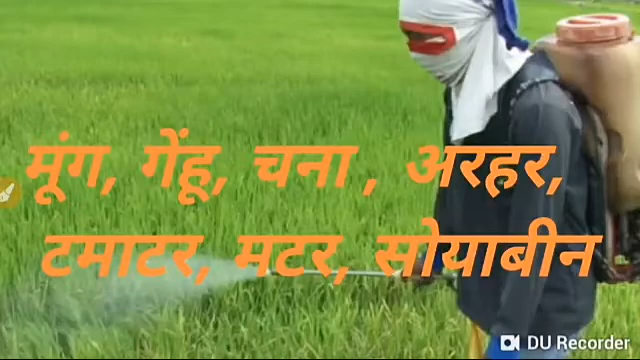 मूंग, गेंहू, चना , अरहर,
टमाटर, मटर, सोयाबीन
DU Recorder